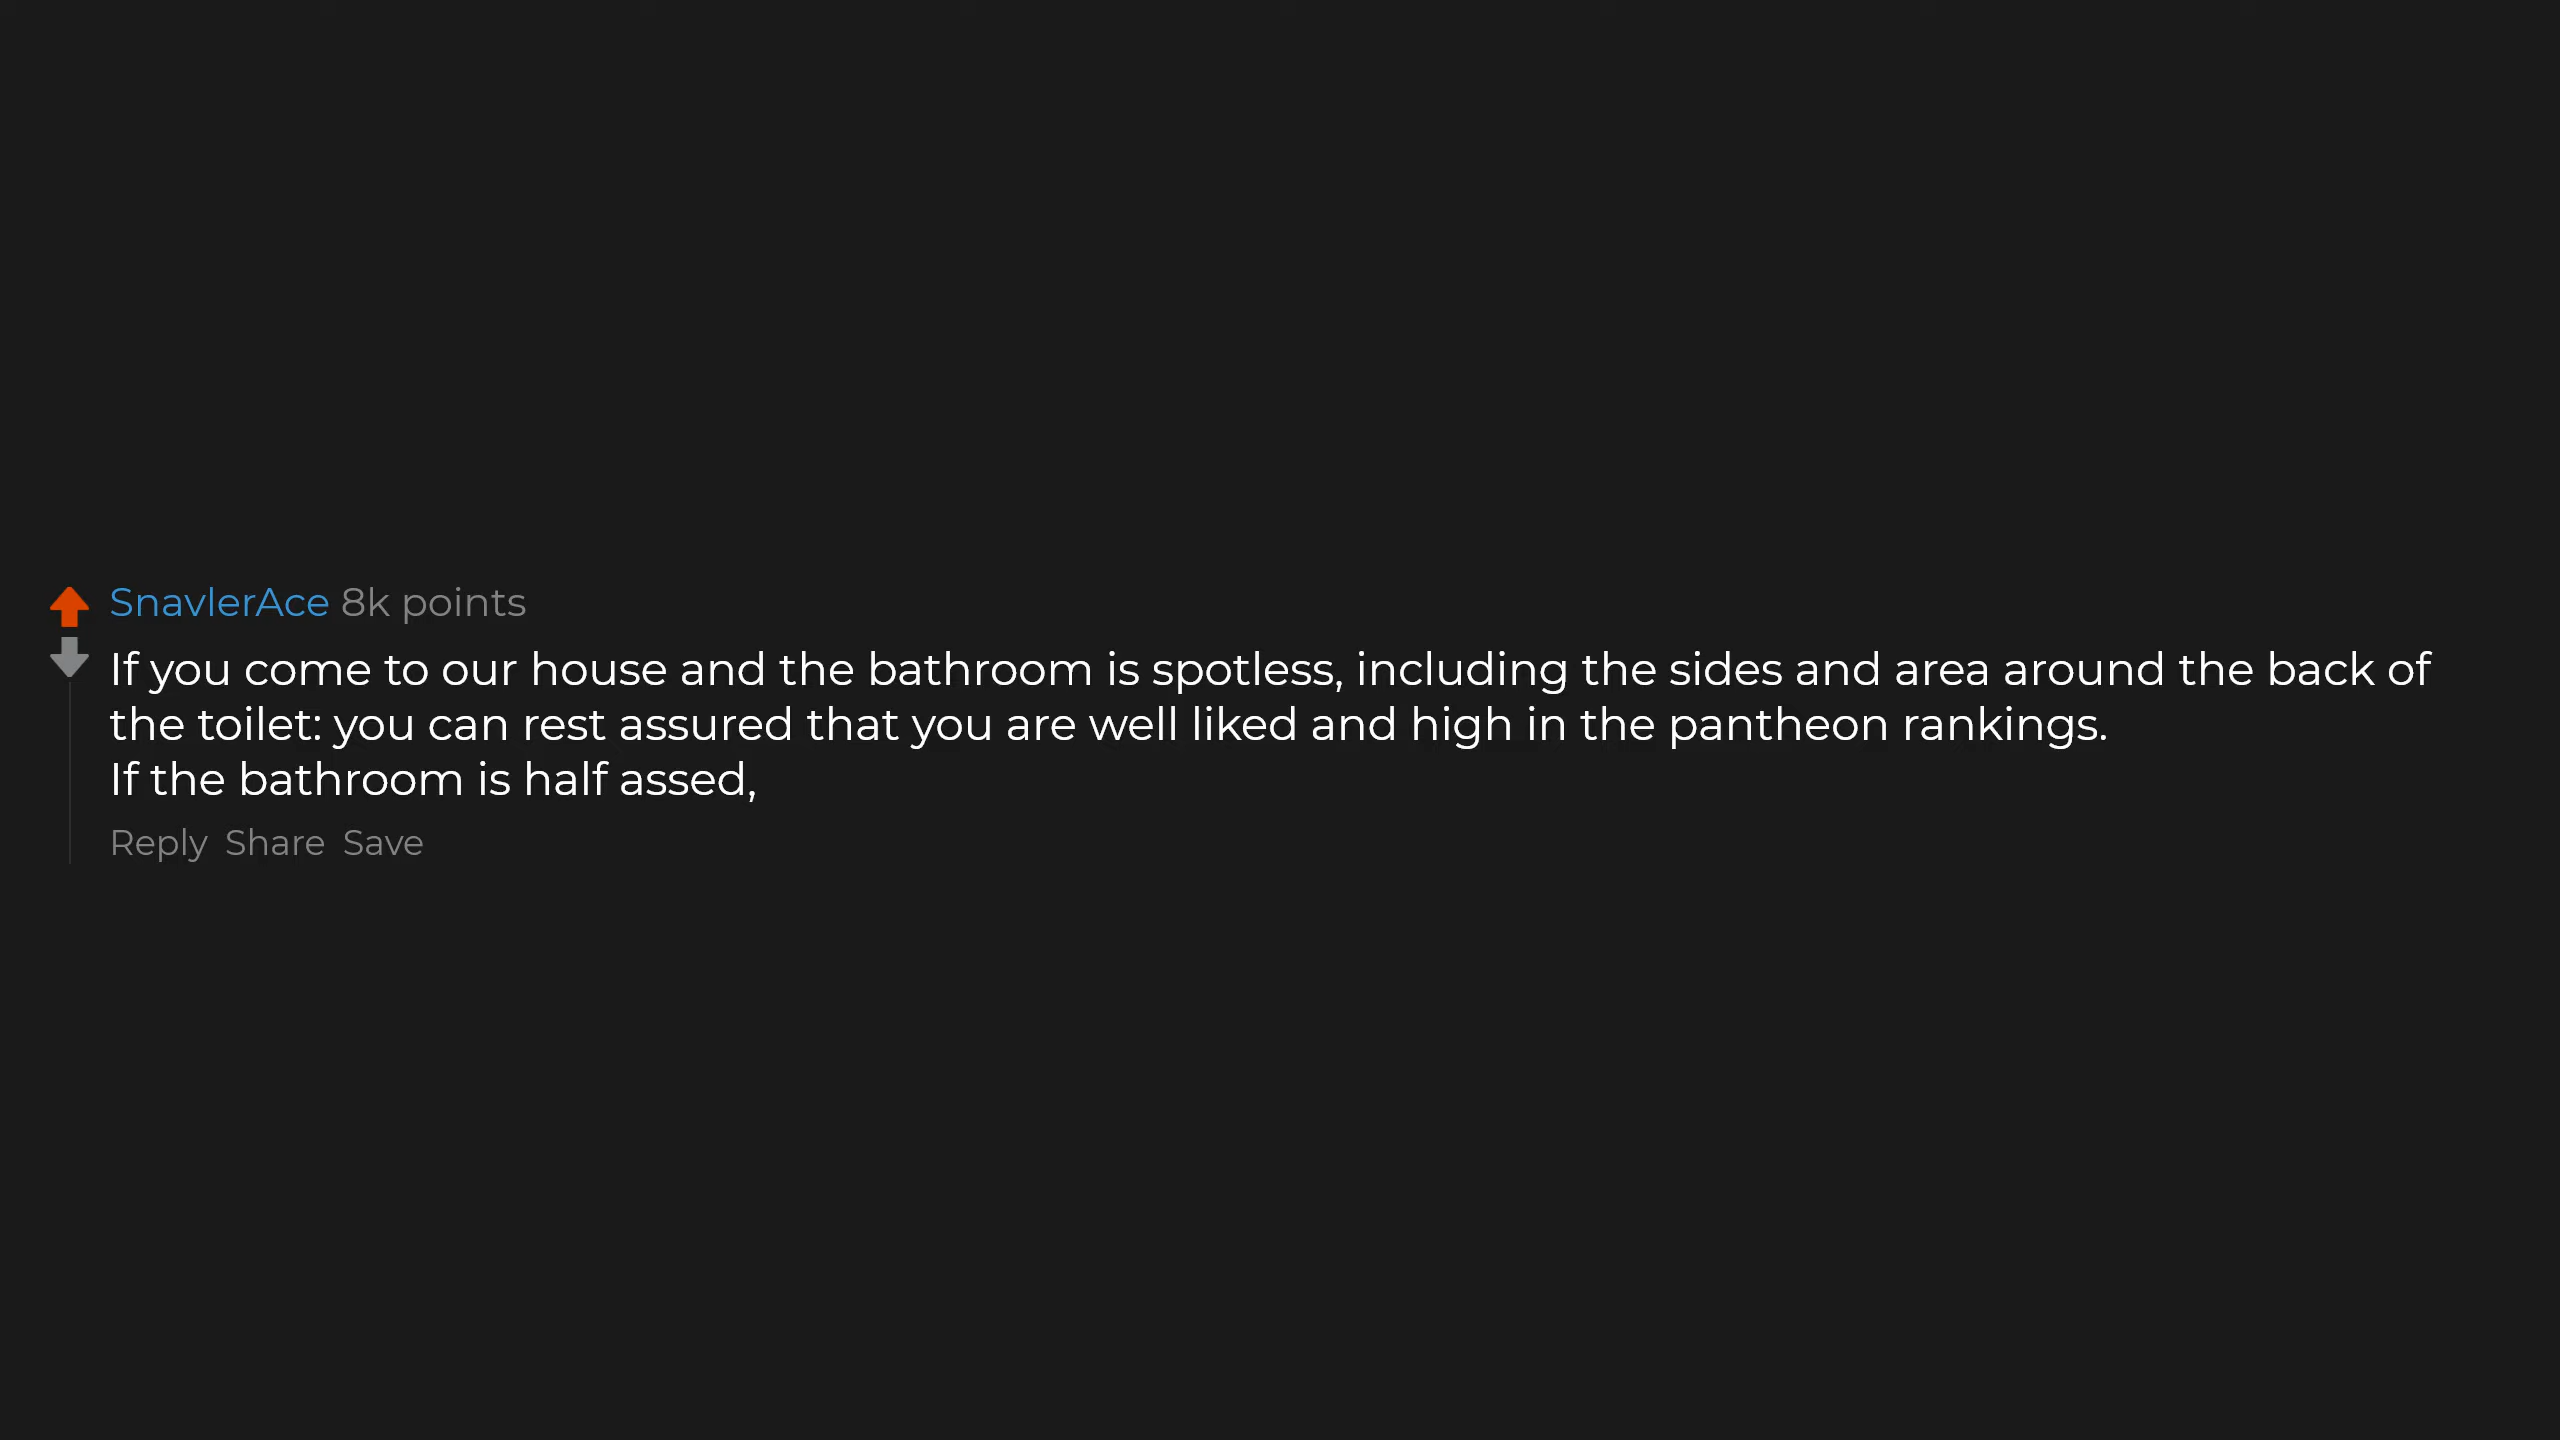 SnavlerAce 8k points
If you come to our house and the bathroom is spotless, including the sides and area around the back of
the toilet: you can rest assured that you are well liked and high in the pantheon rankings.
If the bathroom is half assed,
Reply Share Save